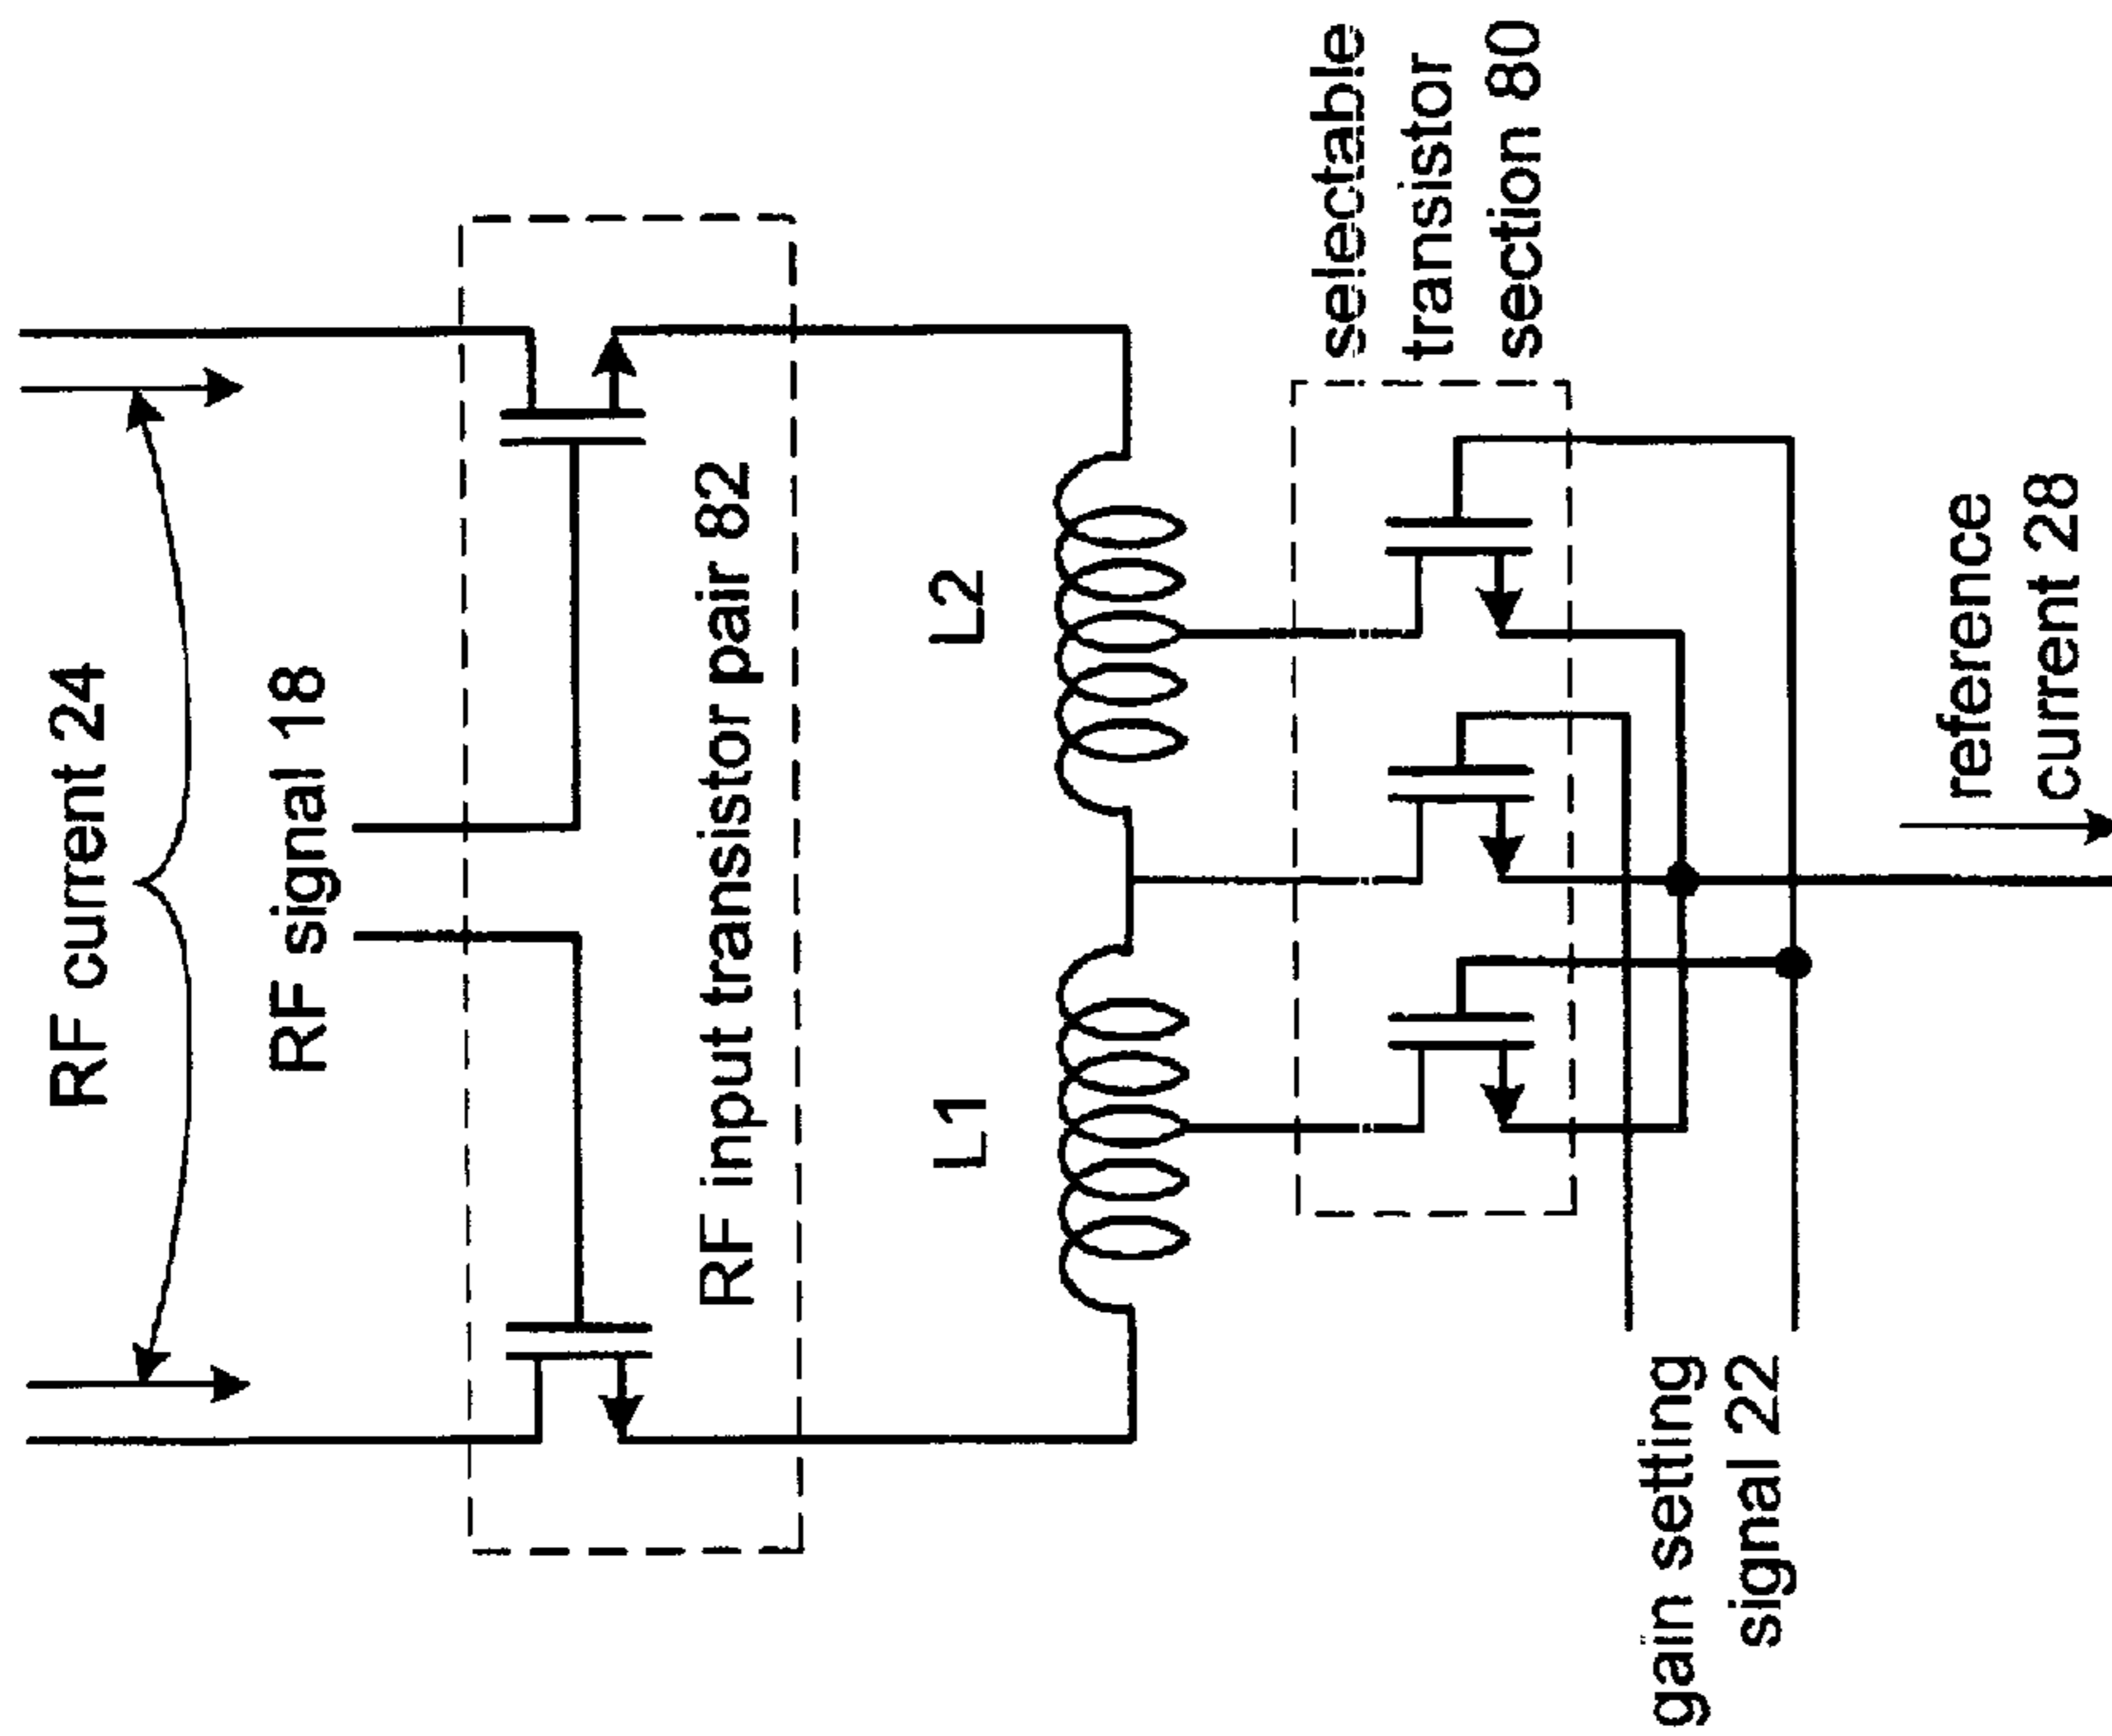 RF current 24
RF signal 18
RF input transistor pair 82
L1
L2
selectable
transistor
section 80
gain setting
signal 22
reference
current 28